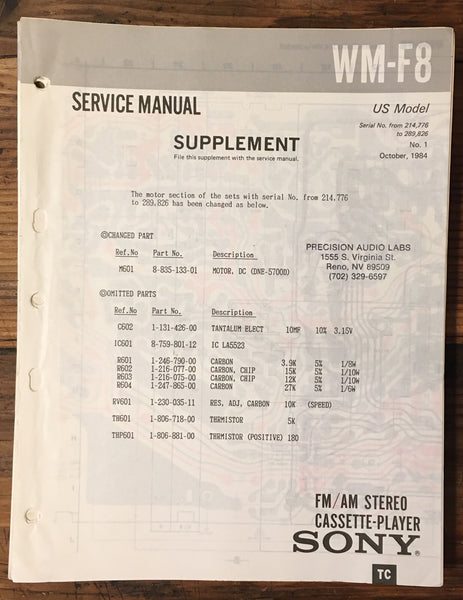 WM-F8
SERVICE MANUAL
US Model
Serial No. from 214,776
to 289,826
SUPPLEMENT
No. 1
File this supplement with the service manual.
October, 1984
The motor section of the sets with serial No. from 214.776
to 289,826 has been changed as below.
◎CHANGED PART
Ref.No Part No. Description
M601 8-835-133-01 MOTOR, DC (DNE-5700D)
PRECISION AUDIO LABS
1555 S. Virginia St.
Reno, NV 89509
(702) 329-6597
◎OMITTED PARTS
Ref.No Part No. Description
C602 1-131-426-00 TANTALUM ELECT 10MF 10% 3.15V
IC601 8-759-801-12 IC LA5523
R601 1-246-790-00 CARBON 3.9K 5% 1/8W
R602 1-216-077-00 CARBON, CHIP 15K 5% 1/10W
R603 1-216-075-00 CARBON, CHIP 12K 5% 1/10W
R604 1-247-865-00 CARBON 27K 5% 1/6W
RV601 1-230-035-11 RES, ADJ, CARBON 10K (SPEED)
TH601 1-806-718-00 THRMISTOR 5K
THP601 1-806-881-00 THRMISTOR (POSITIVE) 180
FM/AM STEREO
CASSETTE-PLAYER
SONY®
TC